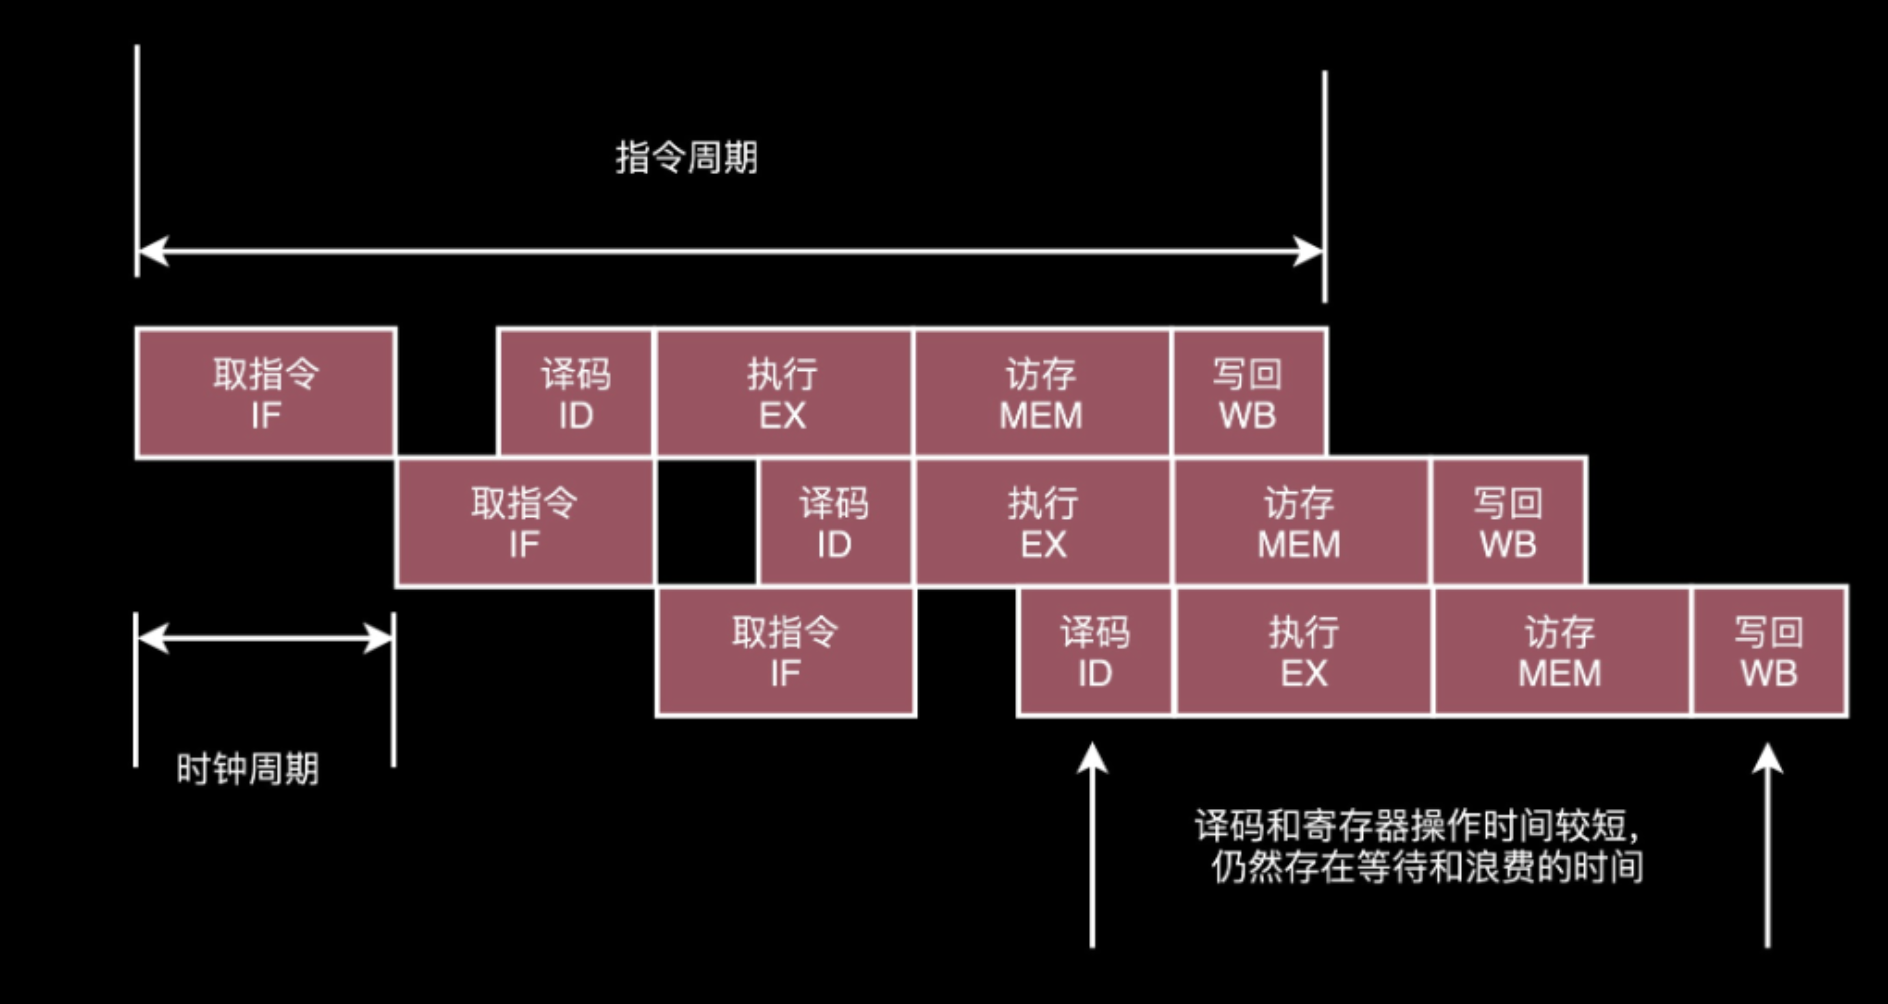 指令周期
取指令
IF
译码
ID
执行
EX
访存
MEM
写回
WB
取指令
IF
译码
ID
执行
EX
访存
MEM
写回
WB
取指令
IF
译码
ID
执行
EX
访存
MEM
写回
WB
时钟周期
译码和寄存器操作时间较短，
仍然存在等待和浪费的时间